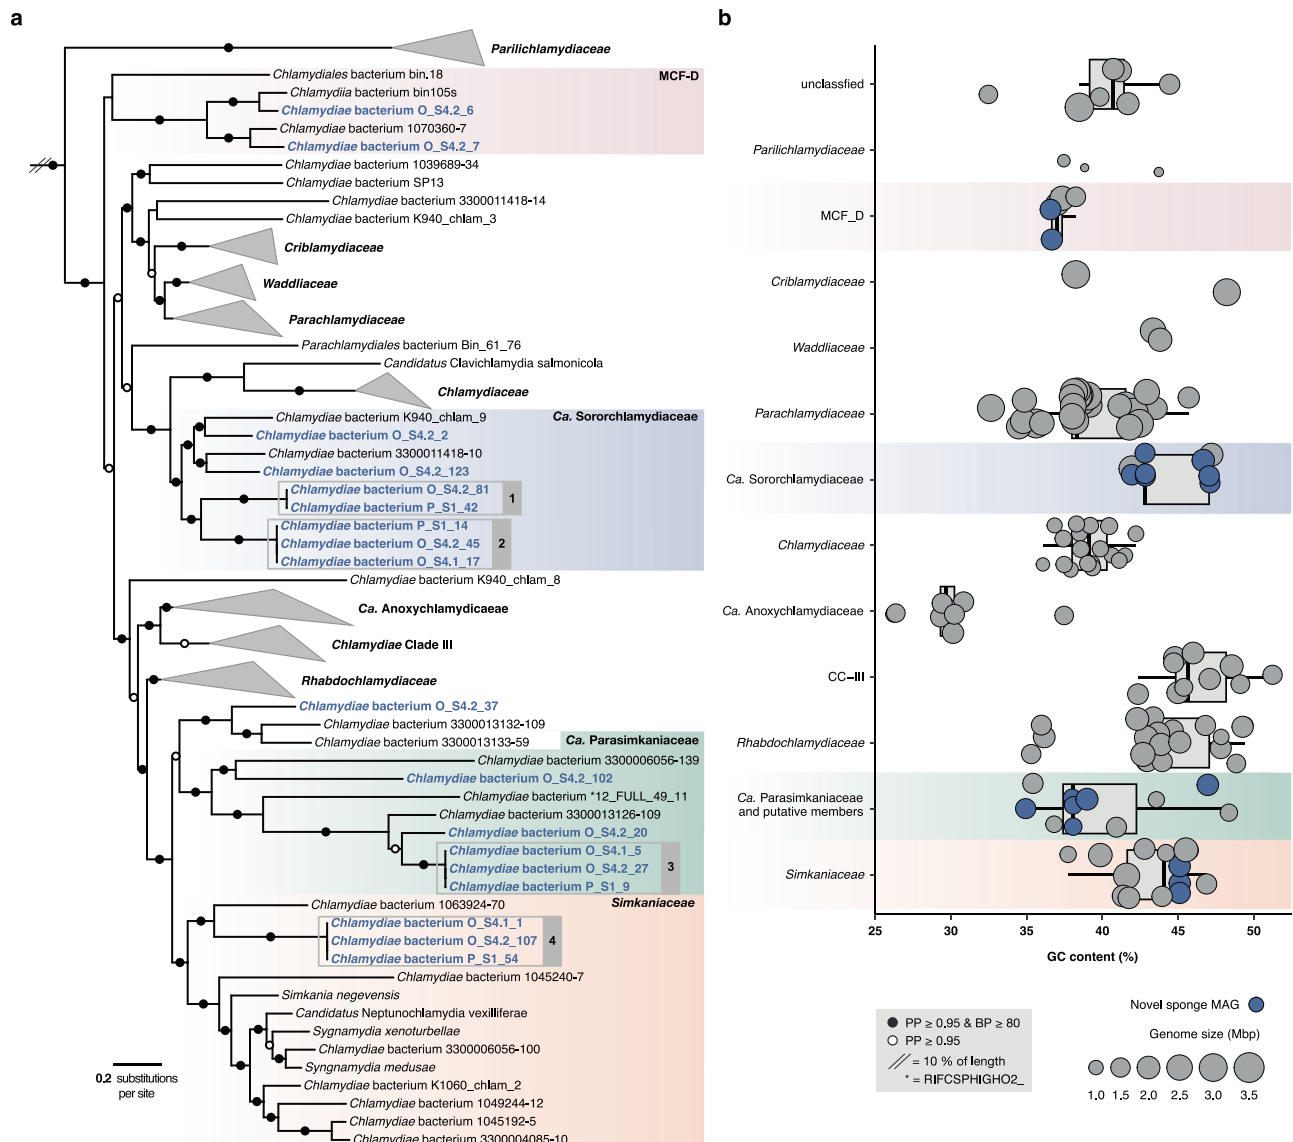 a
Parilichlamydiaceae
Chlamydiales bacterium bin.18
MCF-D
Chlamydiia bacterium bin105s
Chlamydiae bacterium O_S4.2_6
Chlamydiae bacterium 1070360-7
Chlamydiae bacterium O_S4.2_7
Chlamydiae bacterium 1039689-34
Chlamydiae bacterium SP13
Chlamydiae bacterium 3300011418-14
Chlamydiae bacterium K940_chlam_3
Criblamydiaceae
Waddliaceae
Parachlamydiaceae
Parachlamydiales bacterium Bin_61_76
Candidatus Clavichlamydia salmonicola
Chlamydiaceae
Chlamydiae bacterium K940_chlam_9
Ca. Sororchlamydiaceae
Chlamydiae bacterium O_S4.2_2
Chlamydiae bacterium 3300011418-10
Chlamydiae bacterium O_S4.2_123
Chlamydiae bacterium O_S4.2_81
Chlamydiae bacterium P_S1_42
1
Chlamydiae bacterium P_S1_14
Chlamydiae bacterium O_S4.2_45
Chlamydiae bacterium O_S4.1_17
2
Chlamydiae bacterium K940_chlam_8
Ca. Anoxychlamydicaeae
Chlamydiae Clade III
Rhabdochlamydiaceae
Chlamydiae bacterium O_S4.2_37
Chlamydiae bacterium 3300013132-109
Chlamydiae bacterium 3300013133-59
Ca. Parasimkaniaceae
Chlamydiae bacterium 3300006056-139
Chlamydiae bacterium O_S4.2_102
Chlamydiae bacterium *12_FULL_49_11
Chlamydiae bacterium 3300013126-109
Chlamydiae bacterium O_S4.2_20
Chlamydiae bacterium O_S4.1_5
Chlamydiae bacterium O_S4.2_27
Chlamydiae bacterium P_S1_9
3
Chlamydiae bacterium 1063924-70
Simkaniaceae
Chlamydiae bacterium O_S4.1_1
Chlamydiae bacterium O_S4.2_107
Chlamydiae bacterium P_S1_54
4
Chlamydiae bacterium 1045240-7
Simkania negevensis
Candidatus Neptunochlamydia vexilliferae
Sygnamydia xenoturbellae
Chlamydiae bacterium 3300006056-100
Syngnamydia medusae
Chlamydiae bacterium K1060_chlam_2
Chlamydiae bacterium 1049244-12
Chlamydiae bacterium 1045192-5
Chlamydiae bacterium 3300004085-10
0.2 substitutions
per site
b
unclassfied
Parilichlamydiaceae
MCF_D
Criblamydiaceae
Waddliaceae
Parachlamydiaceae
Ca. Sororchlamydiaceae
Chlamydiaceae
Ca. Anoxychlamydiaceae
CC-III
Rhabdochlamydiaceae
Ca. Parasimkaniaceae
and putative members
Simkaniaceae
25 30 35 40 45 50
GC content (%)
PP ≥ 0.95 & BP ≥ 80
PP ≥ 0.95
= 10 % of length
* = RIFCSPHIGHO2_
Novel sponge MAG
Genome size (Mbp)
1.0 1.5 2.0 2.5 3.0 3.5